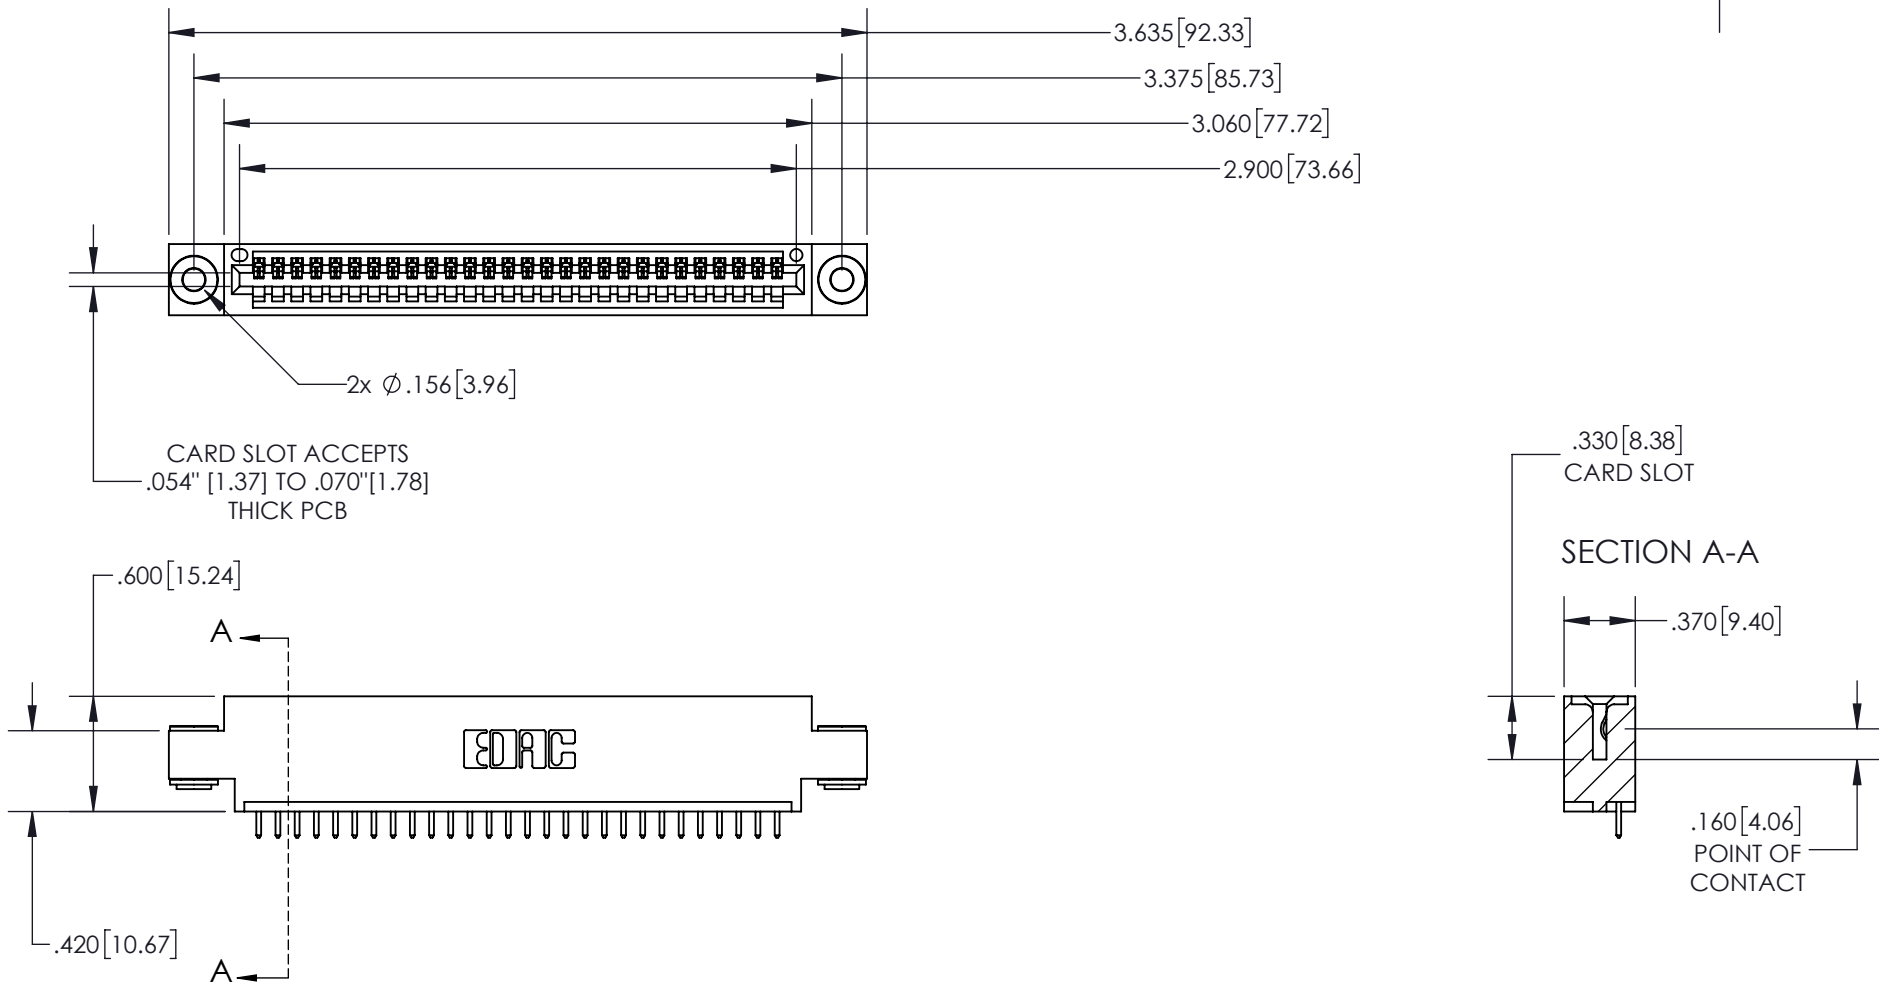 3.635[92.33]
3.375[85.73]
3.060[77.72]
2.900[73.66]
2x Ø.156[3.96]
CARD SLOT ACCEPTS
.054" [1.37] TO .070"[1.78]
THICK PCB
.330[8.38]
CARD SLOT
SECTION A-A
.600[15.24]
.370[9.40]
A
EDAC
.160[4.06]
POINT OF
CONTACT
.420[10.67]
A